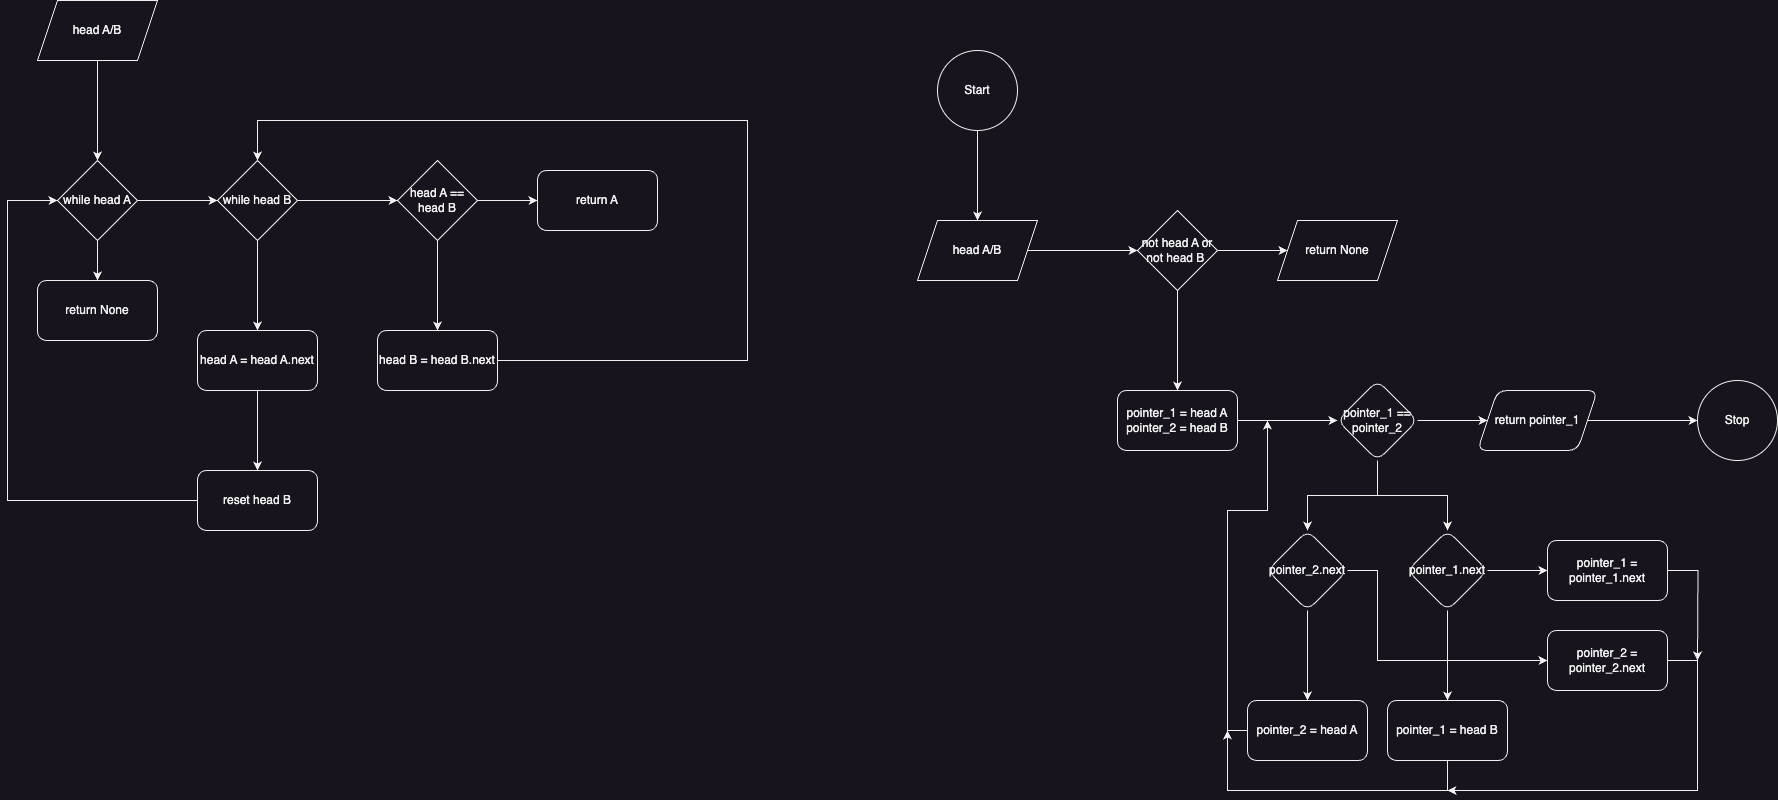 head A/B
while head A
while head B
head A ==
head B
return A
return None
head A = head A.next
head B = head B.next
reset head B
Start
head A/B
not head A or
not head B
return None
pointer_1 = head A
pointer_2 = head B
pointer_1 ==
pointer_2
return pointer_1
Stop
pointer_2.next
pointer_1.next
pointer_1 =
pointer_1.next
pointer_2 =
pointer_2.next
pointer_2 = head A
pointer_1 = head B